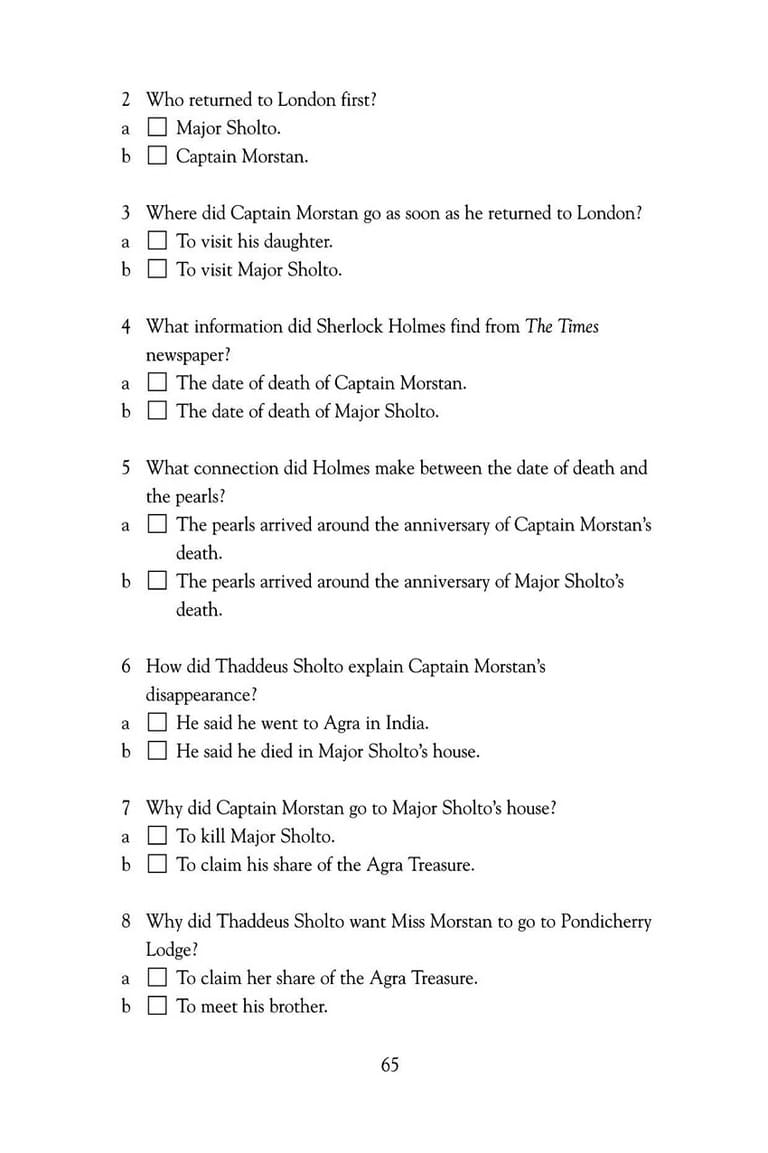 2 Who returned to London first?
a □ Major Sholto.
b □ Captain Morstan.
3 Where did Captain Morstan go as soon as he returned to London?
a □ To visit his daughter.
b □ To visit Major Sholto.
4 What information did Sherlock Holmes find from The Times
newspaper?
a □ The date of death of Captain Morstan.
b □ The date of death of Major Sholto.
5 What connection did Holmes make between the date of death and
the pearls?
a □ The pearls arrived around the anniversary of Captain Morstan's
death.
b □ The pearls arrived around the anniversary of Major Sholto's
death.
6 How did Thaddeus Sholto explain Captain Morstan's
disappearance?
a □ He said he went to Agra in India.
b □ He said he died in Major Sholto's house.
7 Why did Captain Morstan go to Major Sholto's house?
a □ To kill Major Sholto.
b □ To claim his share of the Agra Treasure.
8 Why did Thaddeus Sholto want Miss Morstan to go to Pondicherry
Lodge?
a □ To claim her share of the Agra Treasure.
b □ To meet his brother.
65